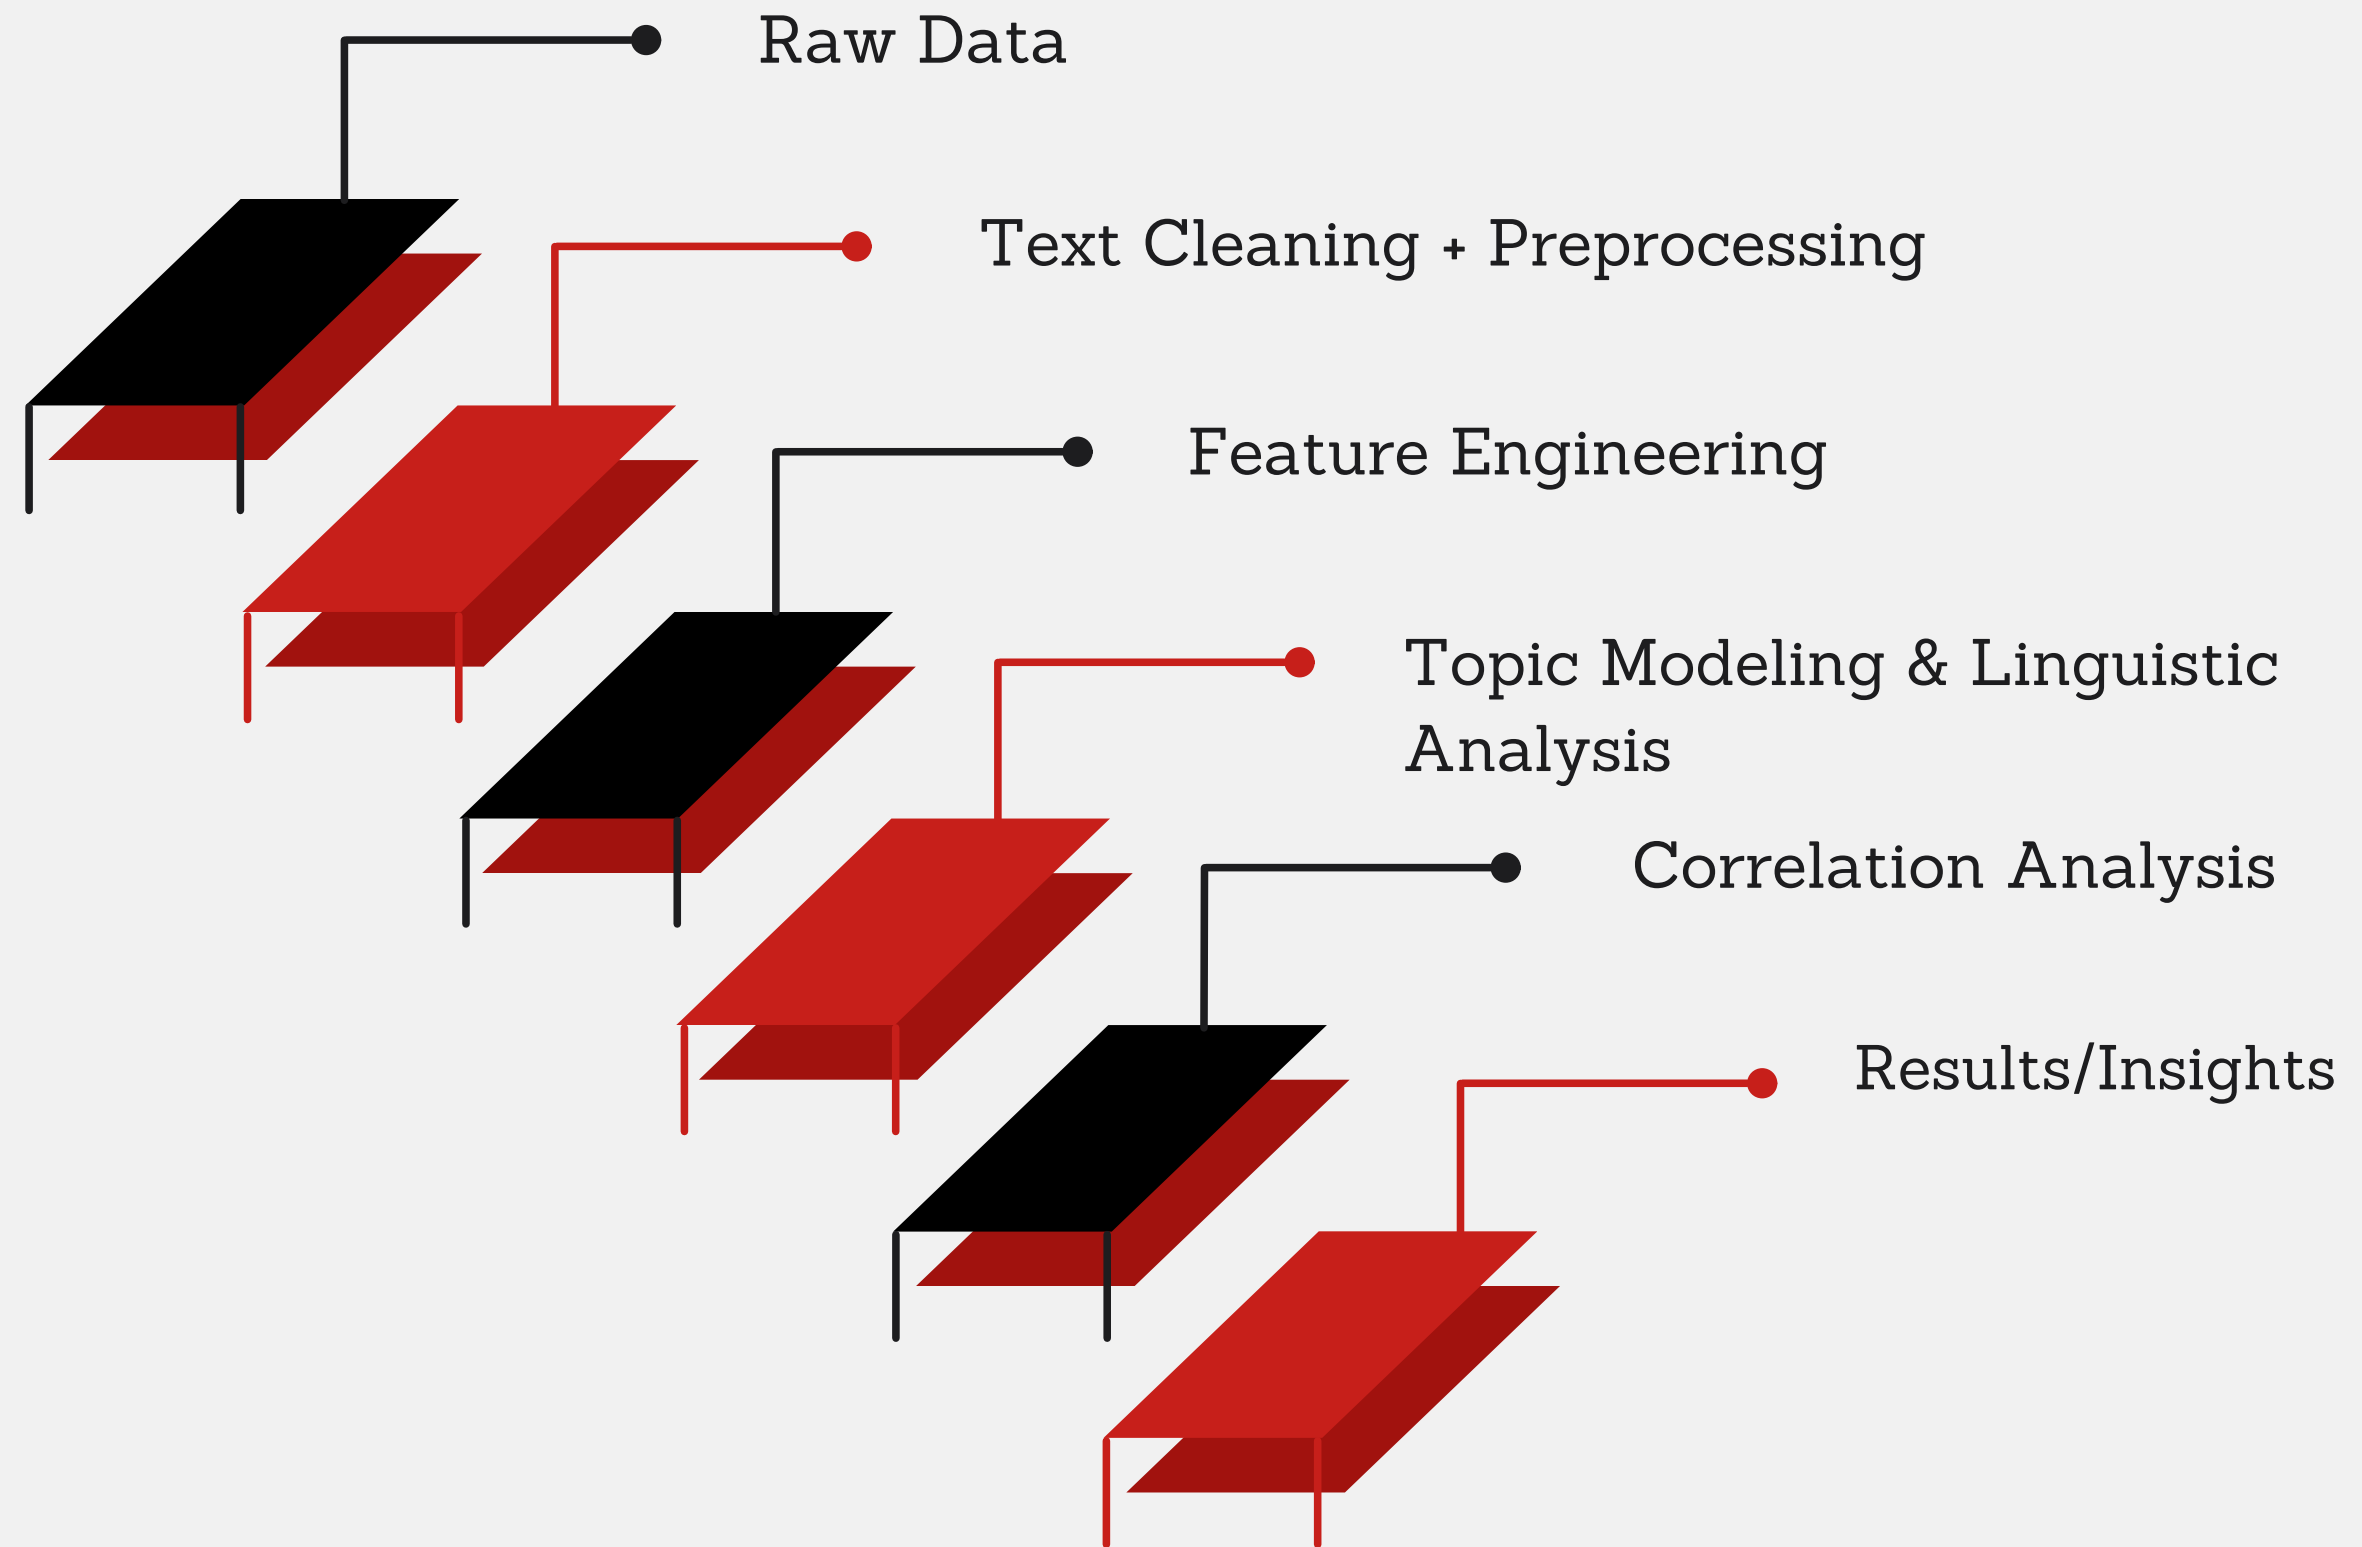 Raw Data
Text Cleaning + Preprocessing
Feature Engineering
Topic Modeling & Linguistic
Analysis
Correlation Analysis
Results/Insights